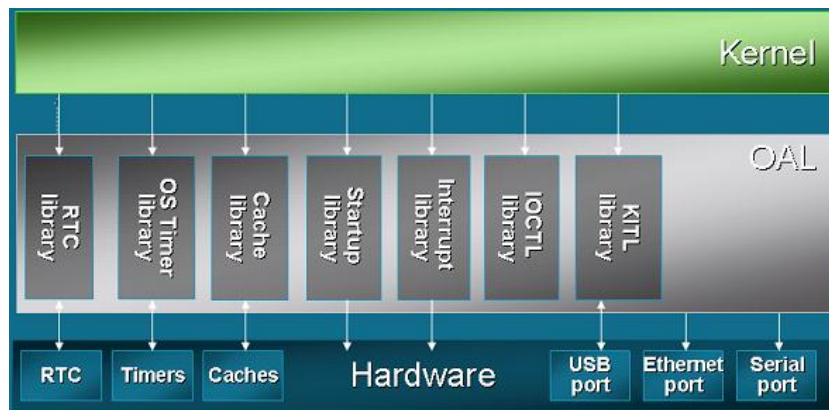 Kernel
OAL
RTC
library
OS Timer
library
Cache
library
Startup
library
Interrupt
library
IOCTL
library
KITL
library
RTC
Timers
Caches
Hardware
USB
port
Ethernet
port
Serial
port